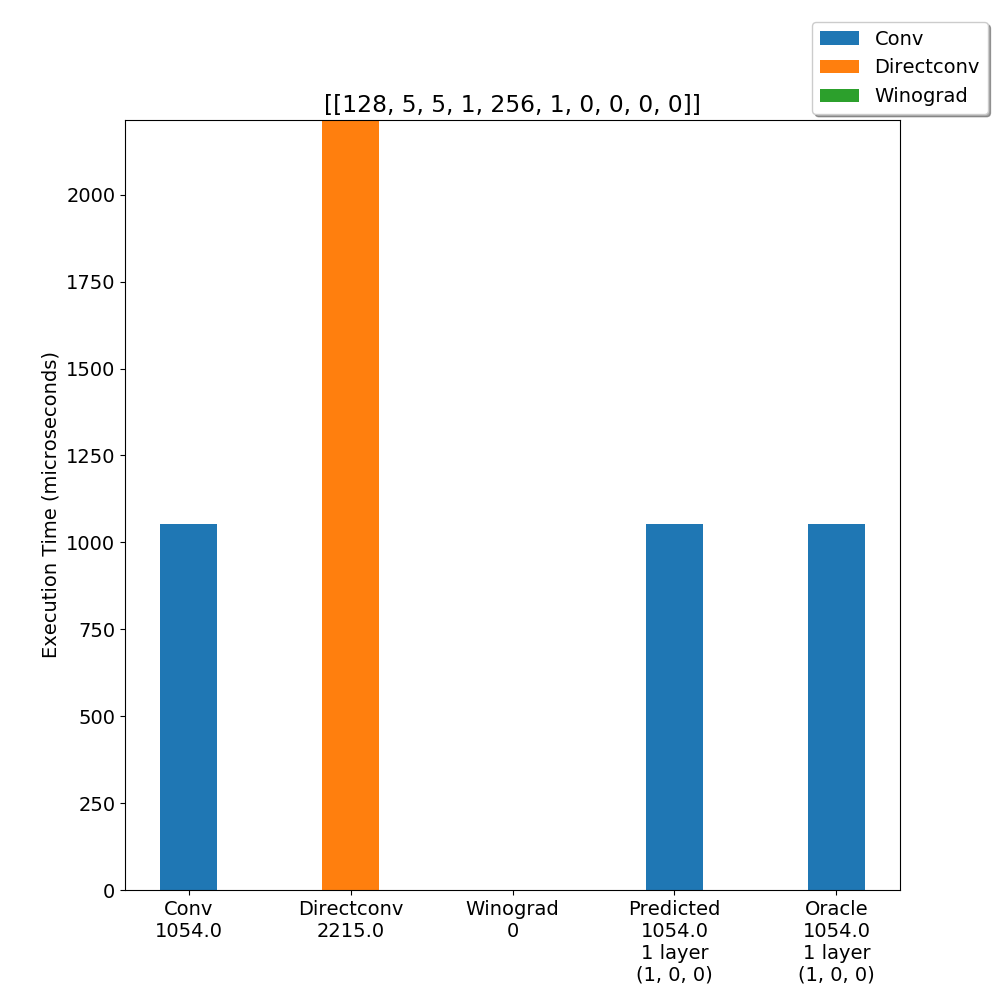 Conv
Directconv
Winograd
[[128, 5, 5, 1, 256, 1, 0, 0, 0, 0]]
Execution Time (microseconds)
2000
1750
1500
1250
1000
750
500
250
0
Conv
1054.0
Directconv
2215.0
Winograd
0
Predicted
1054.0
1 layer
(1, 0, 0)
Oracle
1054.0
1 layer
(1, 0, 0)